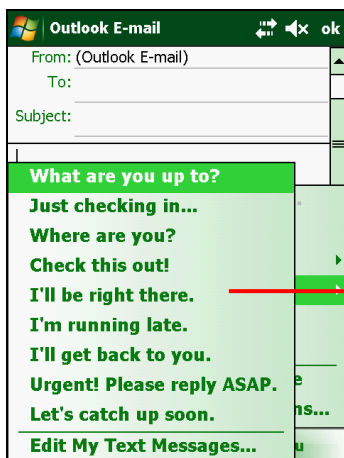 Outlook E-mail
ok
From: (Outlook E-mail)
To:
Subject:
What are you up to?
Just checking in...
Where are you?
Check this out!
I'll be right there.
I'm running late.
I'll get back to you.
Urgent! Please reply ASAP.
Let's catch up soon.
Edit My Text Messages...